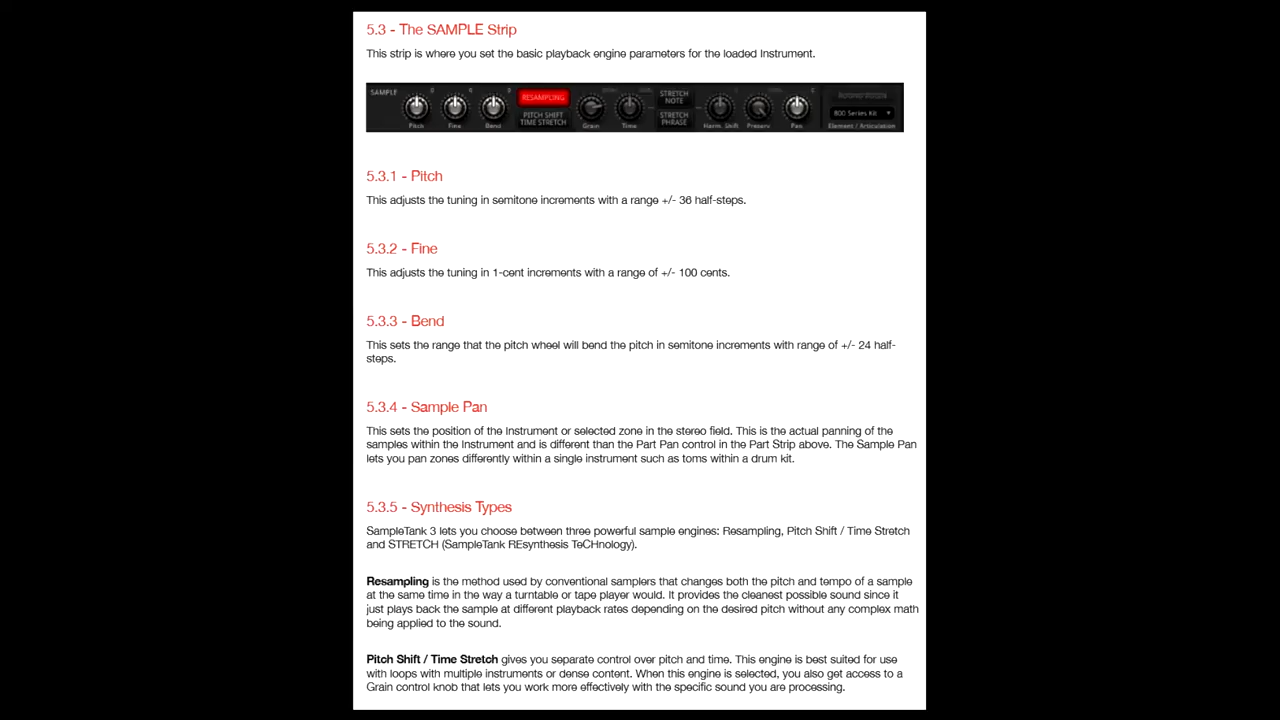 5.3 - The SAMPLE Strip
This strip is where you set the basic playback engine parameters for the loaded Instrument.
SAMPLE
RESAMPLING
PITCH SHIFT
TIME STRETCH
STRETCH
NOTE
STRETCH
PHRASE
800 Series Kit
Pitch Fine Bend Grain Time Harm. Shift Preserv Pan Element / Articulation
5.3.1 - Pitch
This adjusts the tuning in semitone increments with a range +/- 36 half-steps.
5.3.2 - Fine
This adjusts the tuning in 1-cent increments with a range of +/- 100 cents.
5.3.3 - Bend
This sets the range that the pitch wheel will bend the pitch in semitone increments with range of +/- 24 half-
steps.
5.3.4 - Sample Pan
This sets the position of the Instrument or selected zone in the stereo field. This is the actual panning of the
samples within the Instrument and is different than the Part Pan control in the Part Strip above. The Sample Pan
lets you pan zones differently within a single instrument such as toms within a drum kit.
5.3.5 - Synthesis Types
SampleTank 3 lets you choose between three powerful sample engines: Resampling, Pitch Shift / Time Stretch
and STRETCH (SampleTank REsynthesis TeCHnology).
Resampling is the method used by conventional samplers that changes both the pitch and tempo of a sample
at the same time in the way a turntable or tape player would. It provides the cleanest possible sound since it
just plays back the sample at different playback rates depending on the desired pitch without any complex math
being applied to the sound.
Pitch Shift / Time Stretch gives you separate control over pitch and time. This engine is best suited for use
with loops with multiple instruments or dense content. When this engine is selected, you also get access to a
Grain control knob that lets you work more effectively with the specific sound you are processing.